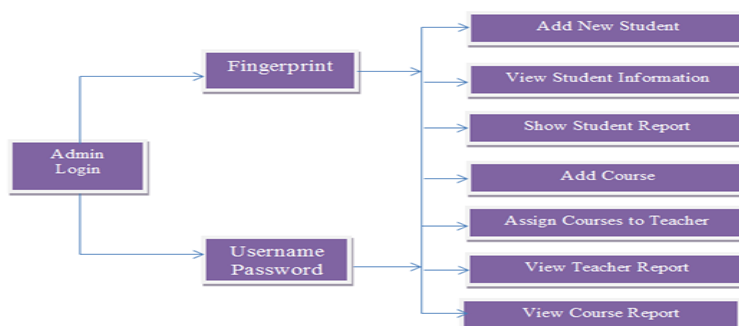 Admin
Login
Fingerprint
Username
Password
Add New Student
View Student Information
Show Student Report
Add Course
Assign Courses to Teacher
View Teacher Report
View Course Report